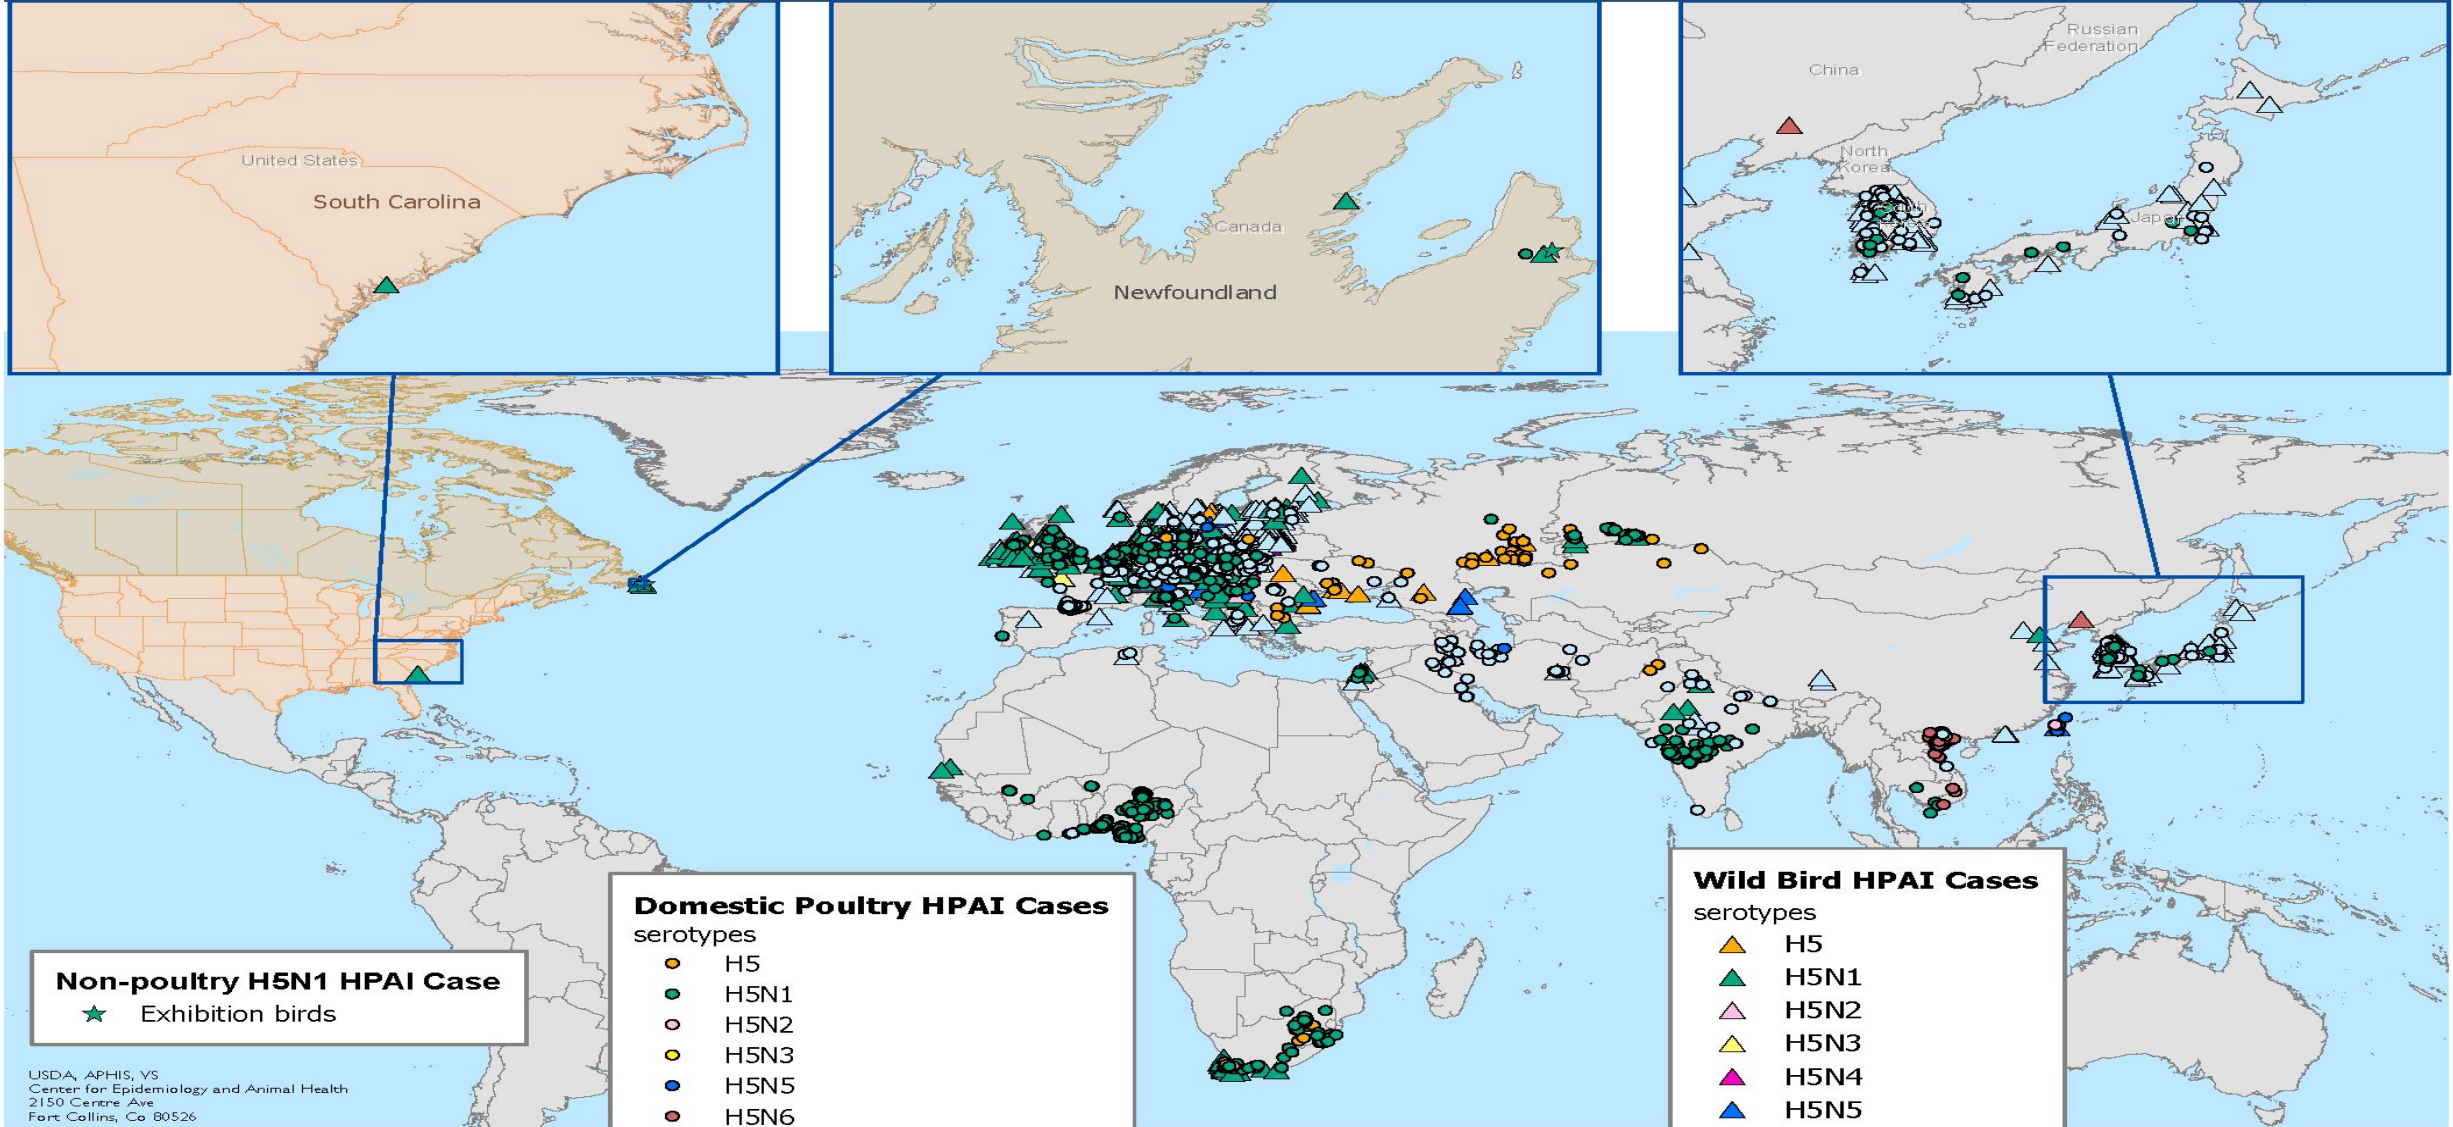 United States
South Carolina
Canada
Newfoundland
Russian
Federation
China
North
Korea
South
Korea
Japan
Non-poultry H5N1 HPAI Case
Exhibition birds
USDA, APHIS, VS
Center for Epidemiology and Animal Health
2150 Centre Ave
Fort Collins, Co 80526
Domestic Poultry HPAI Cases
serotypes
H5
H5N1
H5N2
H5N3
H5N5
H5N6
Wild Bird HPAI Cases
serotypes
H5
H5N1
H5N2
H5N3
H5N4
H5N5